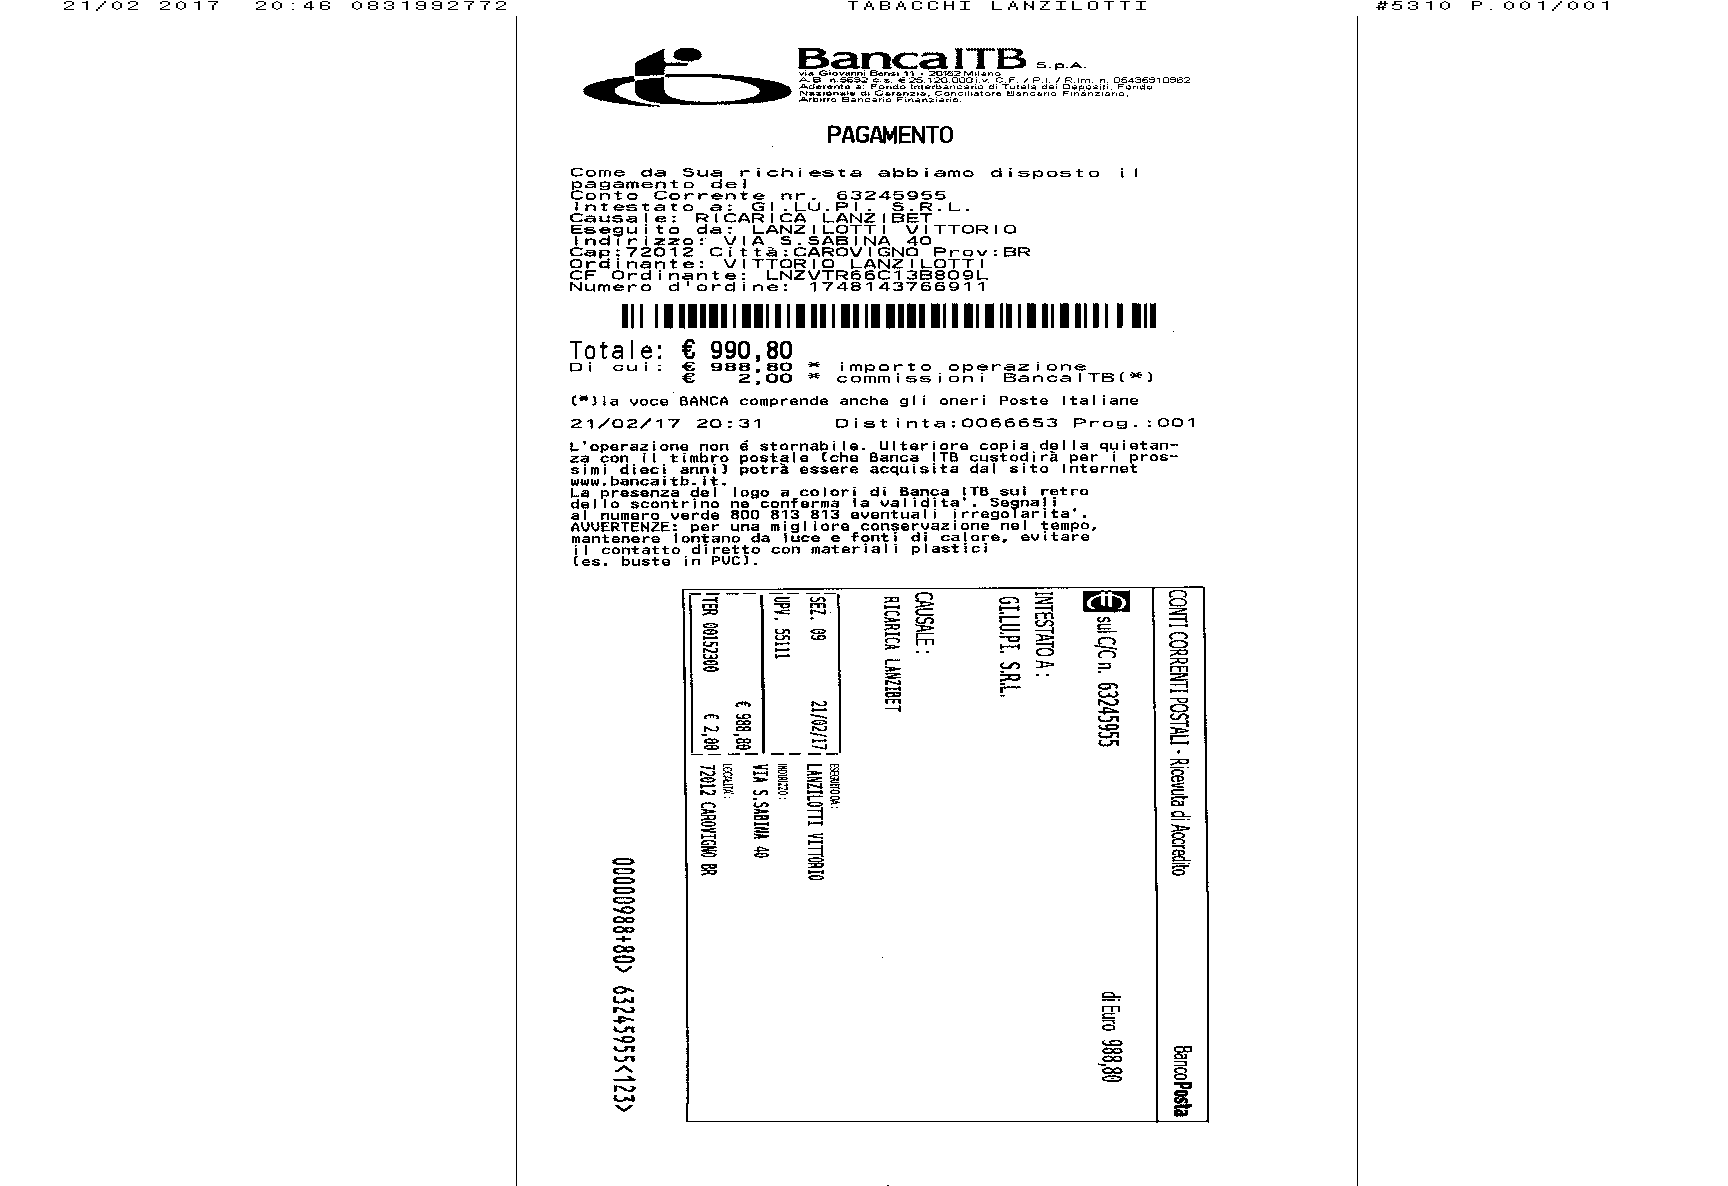 21/02 2017 20:46 0831992772 TABACCHI LANZILOTTI #5310 P.001/001
BancaITB S.p.A.
via Giovanni Bensi 11 - 20152 Milano
A.B. n.5692 c.s. € 25.120.000 i.v. C.F. / P.I. / R.Im. n. 05436910962
Aderente a: Fondo Interbancario di Tutela dei Depositi, Fondo
Nazionale di Garanzia, Conciliatore Bancario Finanziario,
Arbitro Bancario Finanziario.
PAGAMENTO
Come da Sua richiesta abbiamo disposto il
pagamento del
Conto Corrente nr. 63245955
Intestato a: GI.LU.PI. S.R.L.
Causale: RICARICA LANZIBET
Eseguito da: LANZILOTTI VITTORIO
Indirizzo: VIA S.SABINA 40
Cap:72012 Città:CAROVIGNO Prov:BR
Ordinante: VITTORIO LANZILOTTI
CF Ordinante: LNZVTR66C13B809L
Numero d'ordine: 1748143766911
Totale: € 990,80
Di cui: € 988,80 * importo operazione
€ 2,00 * commissioni BancaITB(*)
(*)la voce BANCA comprende anche gli oneri Poste Italiane
21/02/17 20:31 Distinta:0066653 Prog.:001
L'operazione non é stornabile. Ulteriore copia della quietan-
za con il timbro postale (che Banca ITB custodirà per i pros-
simi dieci anni) potrà essere acquisita dal sito Internet
www.bancaitb.it.
La presenza del logo a colori di Banca ITB sul retro
dello scontrino ne conferma la validita'. Segnali
al numero verde 800 813 813 eventuali irregolarita'.
AVVERTENZE: per una migliore conservazione nel tempo,
mantenere lontano da luce e fonti di calore, evitare
il contatto diretto con materiali plastici
(es. buste in PVC).
CONTI CORRENTI POSTALI - Ricevuta di Accredito BancoPosta
sul C/C n. 63245955 di Euro 988,80
INTESTATO A :
GI.LU.PI. S.R.L.
CAUSALE :
RICARICA LANZIBET
SEZ. 09 21/02/17
UPV. 55111
€ 988,80
TER 00152300 € 2,00
ESEGUITO DA :
LANZILOTTI VITTORIO
INDIRIZZO :
VIA S.SABINA 40
LOCALITA' :
72012 CAROVIGNO BR
00000988+80> 63245955<123>